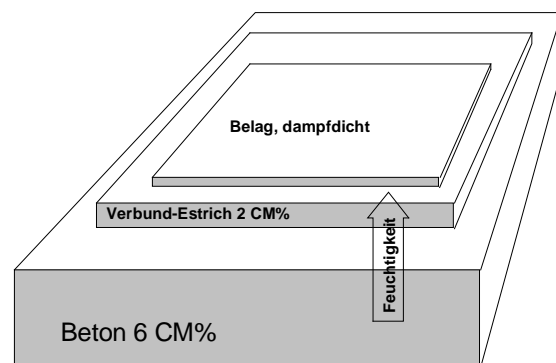 Belag, dampfdicht
Verbund-Estrich 2 CM%
Feuchtigkeit
Beton 6 CM%